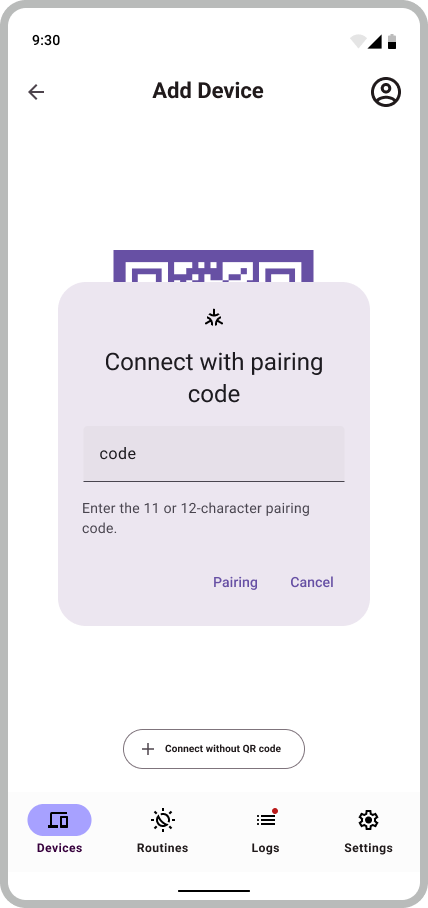 9:30
Add Device
Connect with pairing
code
code
Enter the 11 or 12-character pairing
code.
Pairing
Cancel
Connect without QR code
Devices
Routines
Logs
Settings